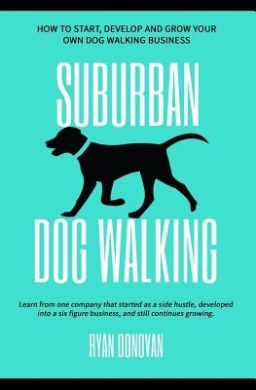 HOW TO START, DEVELOP AND GROW YOUR
OWN DOG WALKING BUSINESS
SUBURBAN
DOG WALKING
Learn from one company that started as a side hustle, developed
into a six figure business, and still continues growing.
RYAN DONOVAN